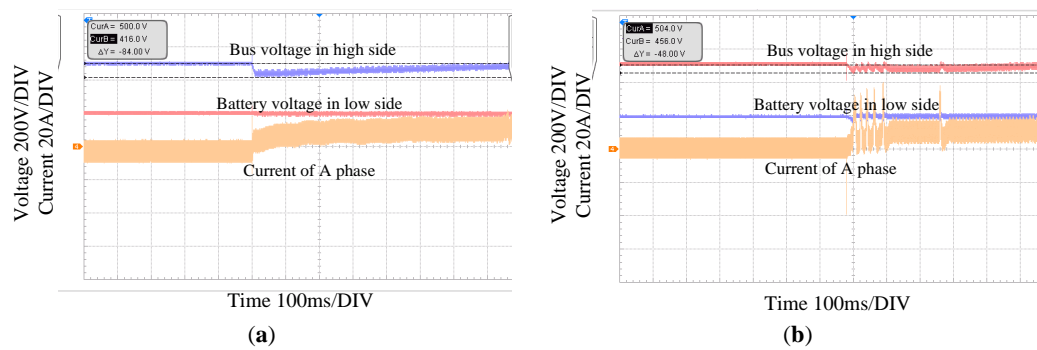 CurA = 500.0 V
CurB = 416.0 V
ΔY = -84.00 V
Bus voltage in high side
Battery voltage in low side
Current of A phase
4
Voltage 200V/DIV
Current 20A/DIV
Time 100ms/DIV
(a)
CurA = 504.0 V
CurB = 456.0 V
ΔY = -48.00 V
Bus voltage in high side
Battery voltage in low side
Current of A phase
4
Voltage 200V/DIV
Current 20A/DIV
Time 100ms/DIV
(b)